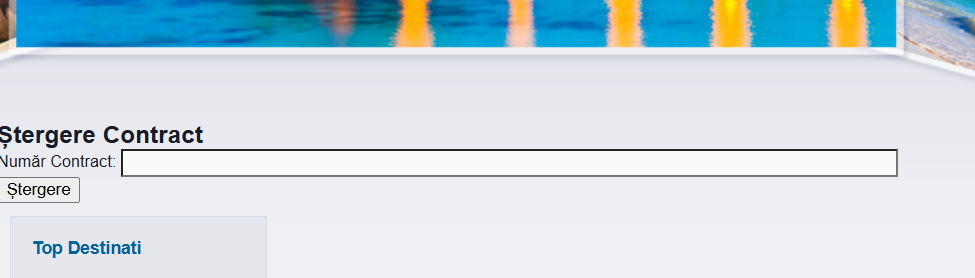 Ștergere Contract
Număr Contract:
Ștergere
Top Destinati